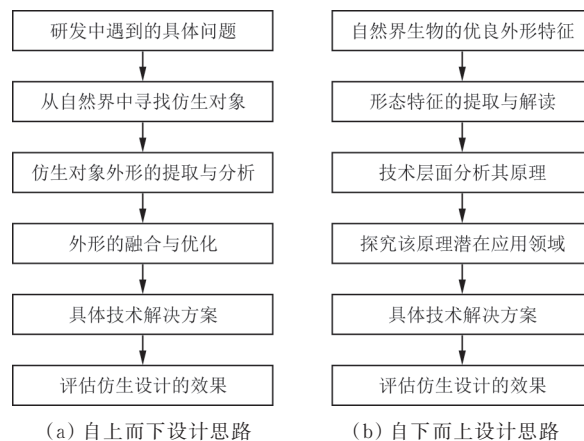 研发中遇到的具体问题
从自然界中寻找仿生对象
仿生对象外形的提取与分析
外形的融合与优化
具体技术解决方案
评估仿生设计的效果
(a) 自上而下设计思路
自然界生物的优良外形特征
形态特征的提取与解读
技术层面分析其原理
探究该原理潜在应用领域
具体技术解决方案
评估仿生设计的效果
(b) 自下而上设计思路